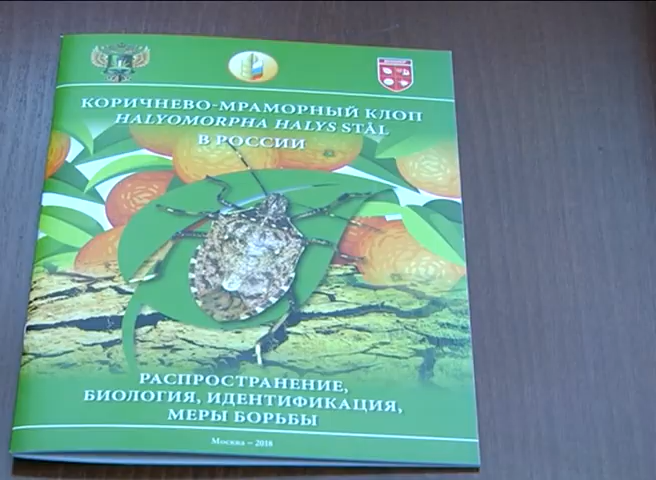 КОРИЧНЕВО-МРАМОРНЫЙ КЛОП
HALYOMORPHA HALYS STÅL
В РОССИИ
РАСПРОСТРАНЕНИЕ,
БИОЛОГИЯ, ИДЕНТИФИКАЦИЯ,
МЕРЫ БОРЬБЫ
Москва – 2018